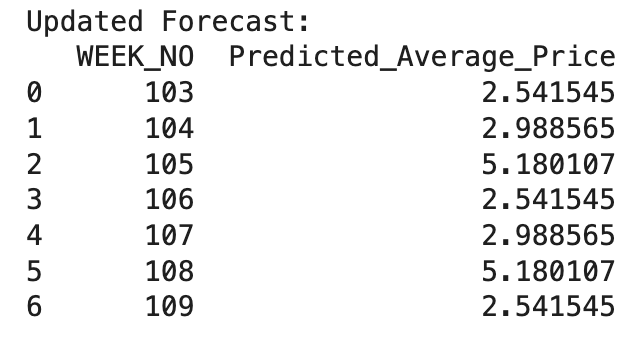 Updated Forecast:
WEEK_NO Predicted_Average_Price
0 103 2.541545
1 104 2.988565
2 105 5.180107
3 106 2.541545
4 107 2.988565
5 108 5.180107
6 109 2.541545